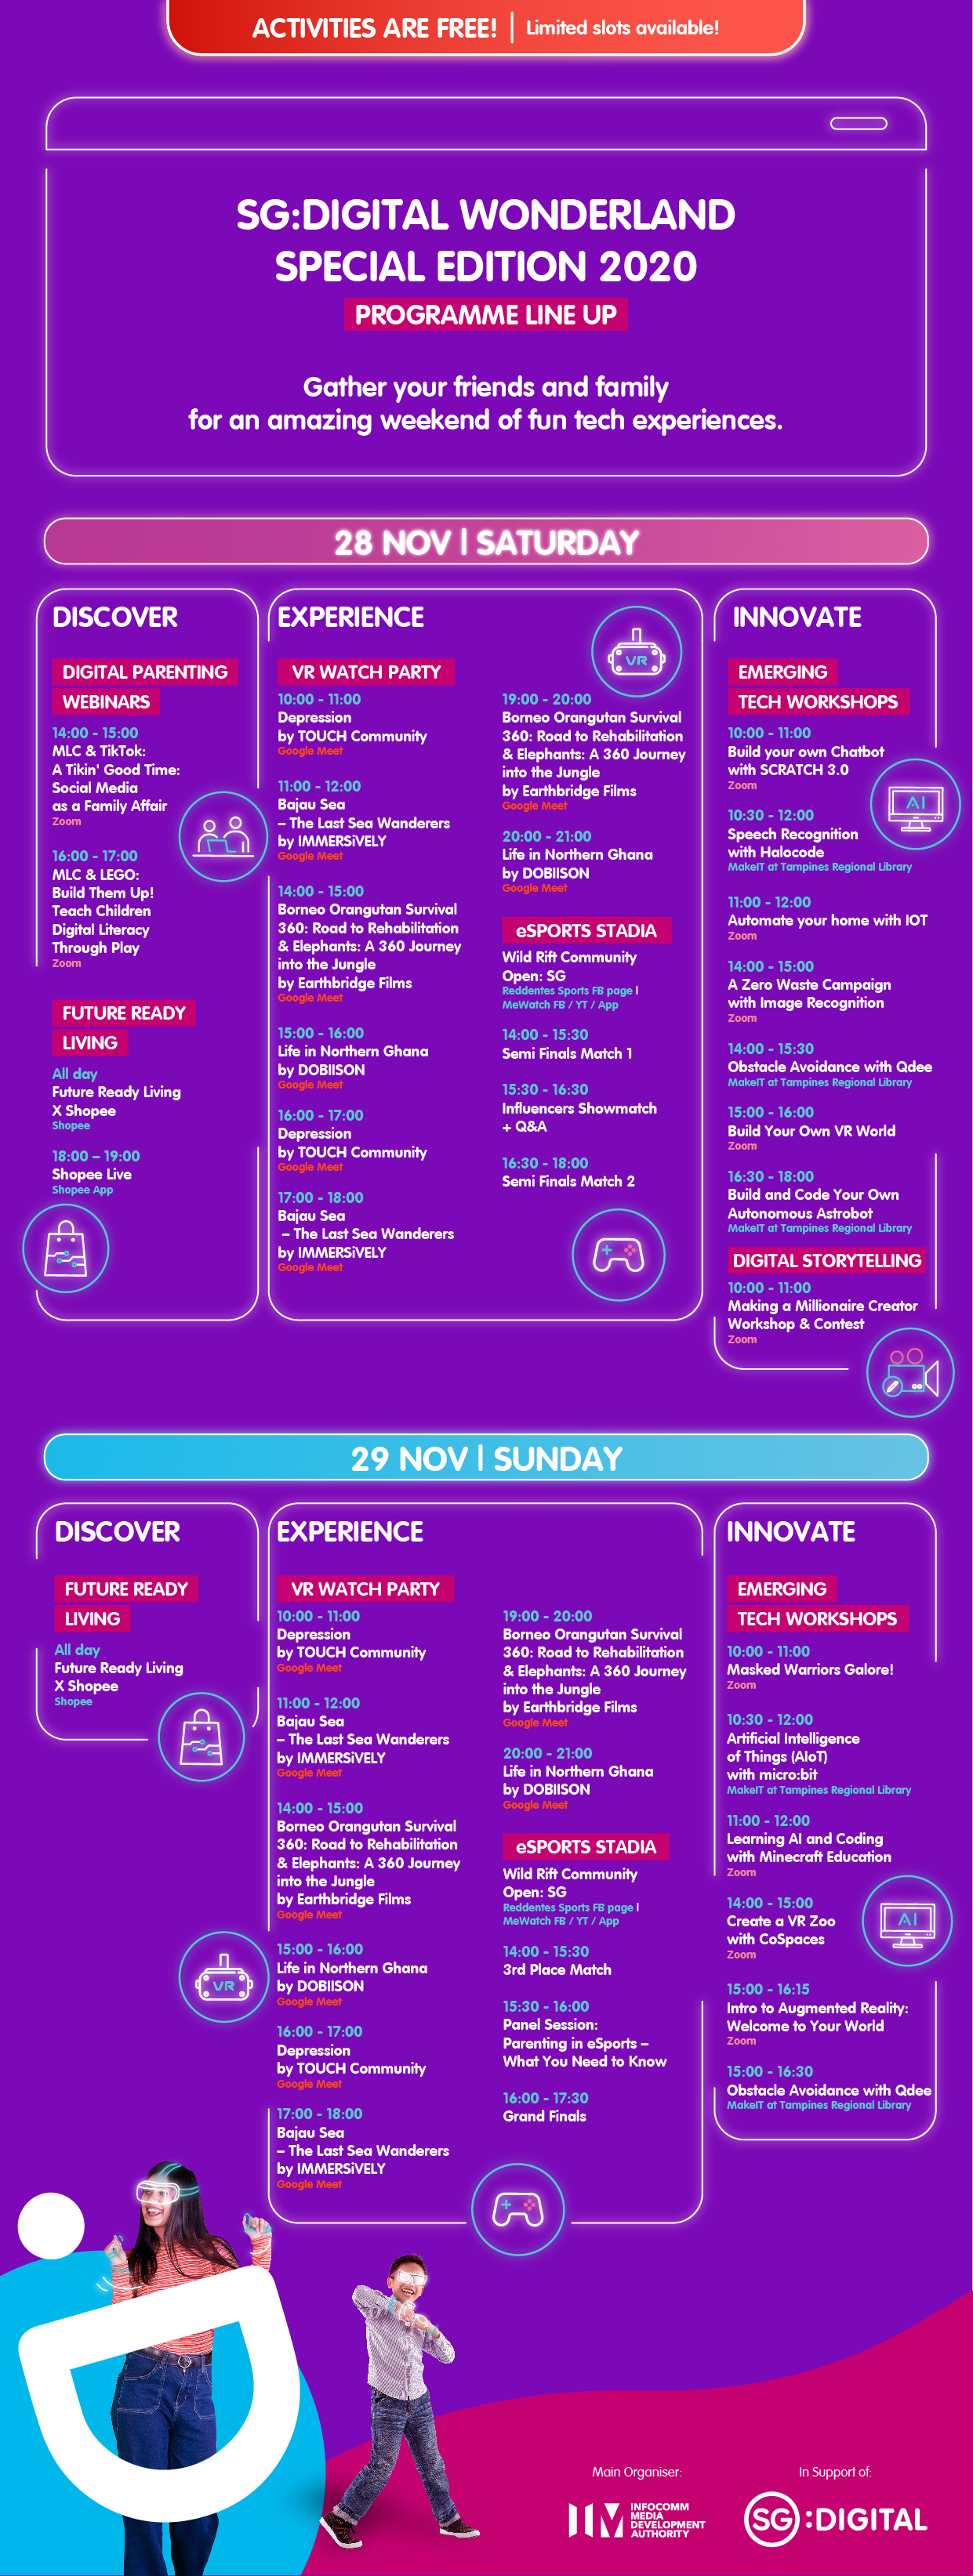 ACTIVITIES ARE FREE! | Limited slots available!
SG:DIGITAL WONDERLAND
SPECIAL EDITION 2020
PROGRAMME LINE UP
Gather your friends and family
for an amazing weekend of fun tech experiences.
28 NOV | SATURDAY
DISCOVER
DIGITAL PARENTING
WEBINARS
14:00 - 15:00
MLC & TikTok:
A Tikin' Good Time:
Social Media
as a Family Affair
Zoom
16:00 - 17:00
MLC & LEGO:
Build Them Up!
Teach Children
Digital Literacy
Through Play
Zoom
FUTURE READY
LIVING
All day
Future Ready Living
X Shopee
Shopee
18:00 – 19:00
Shopee Live
Shopee App
EXPERIENCE
VR WATCH PARTY
10:00 - 11:00
Depression
by TOUCH Community
Google Meet
11:00 - 12:00
Bajau Sea
– The Last Sea Wanderers
by IMMERSiVELY
Google Meet
14:00 - 15:00
Borneo Orangutan Survival
360: Road to Rehabilitation
& Elephants: A 360 Journey
into the Jungle
by Earthbridge Films
Google Meet
15:00 - 16:00
Life in Northern Ghana
by DOBIISON
Google Meet
16:00 - 17:00
Depression
by TOUCH Community
Google Meet
17:00 - 18:00
Bajau Sea
– The Last Sea Wanderers
by IMMERSiVELY
Google Meet
VR
19:00 - 20:00
Borneo Orangutan Survival
360: Road to Rehabilitation
& Elephants: A 360 Journey
into the Jungle
by Earthbridge Films
Google Meet
20:00 - 21:00
Life in Northern Ghana
by DOBIISON
Google Meet
eSPORTS STADIA
Wild Rift Community
Open: SG
Reddentes Sports FB page |
MeWatch FB / YT / App
14:00 - 15:30
Semi Finals Match 1
15:30 - 16:30
Influencers Showmatch
+ Q&A
16:30 - 18:00
Semi Finals Match 2
INNOVATE
EMERGING
TECH WORKSHOPS
10:00 - 11:00
Build your own Chatbot
with SCRATCH 3.0
Zoom
AI
10:30 - 12:00
Speech Recognition
with Halocode
MakeIT at Tampines Regional Library
11:00 - 12:00
Automate your home with IOT
Zoom
14:00 - 15:00
A Zero Waste Campaign
with Image Recognition
Zoom
14:00 - 15:30
Obstacle Avoidance with Qdee
MakeIT at Tampines Regional Library
15:00 - 16:00
Build Your Own VR World
Zoom
16:30 - 18:00
Build and Code Your Own
Autonomous Astrobot
MakeIT at Tampines Regional Library
DIGITAL STORYTELLING
10:00 - 11:00
Making a Millionaire Creator
Workshop & Contest
Zoom
29 NOV | SUNDAY
DISCOVER
FUTURE READY
LIVING
All day
Future Ready Living
X Shopee
Shopee
EXPERIENCE
VR WATCH PARTY
10:00 - 11:00
Depression
by TOUCH Community
Google Meet
11:00 - 12:00
Bajau Sea
– The Last Sea Wanderers
by IMMERSiVELY
Google Meet
14:00 - 15:00
Borneo Orangutan Survival
360: Road to Rehabilitation
& Elephants: A 360 Journey
into the Jungle
by Earthbridge Films
Google Meet
VR
15:00 - 16:00
Life in Northern Ghana
by DOBIISON
Google Meet
16:00 - 17:00
Depression
by TOUCH Community
Google Meet
17:00 - 18:00
Bajau Sea
– The Last Sea Wanderers
by IMMERSiVELY
Google Meet
19:00 - 20:00
Borneo Orangutan Survival
360: Road to Rehabilitation
& Elephants: A 360 Journey
into the Jungle
by Earthbridge Films
Google Meet
20:00 - 21:00
Life in Northern Ghana
by DOBIISON
Google Meet
eSPORTS STADIA
Wild Rift Community
Open: SG
Reddentes Sports FB page |
MeWatch FB / YT / App
14:00 - 15:30
3rd Place Match
15:30 - 16:00
Panel Session:
Parenting in eSports –
What You Need to Know
16:00 - 17:30
Grand Finals
INNOVATE
EMERGING
TECH WORKSHOPS
10:00 - 11:00
Masked Warriors Galore!
Zoom
10:30 - 12:00
Artificial Intelligence
of Things (AIoT)
with micro:bit
MakeIT at Tampines Regional Library
11:00 - 12:00
Learning AI and Coding
with Minecraft Education
Zoom
14:00 - 15:00
Create a VR Zoo
with CoSpaces
Zoom
AI
15:00 - 16:15
Intro to Augmented Reality:
Welcome to Your World
Zoom
15:00 - 16:30
Obstacle Avoidance with Qdee
MakeIT at Tampines Regional Library
Main Organiser:
INFOCOMM
MEDIA
DEVELOPMENT
AUTHORITY
In Support of:
SG:DIGITAL